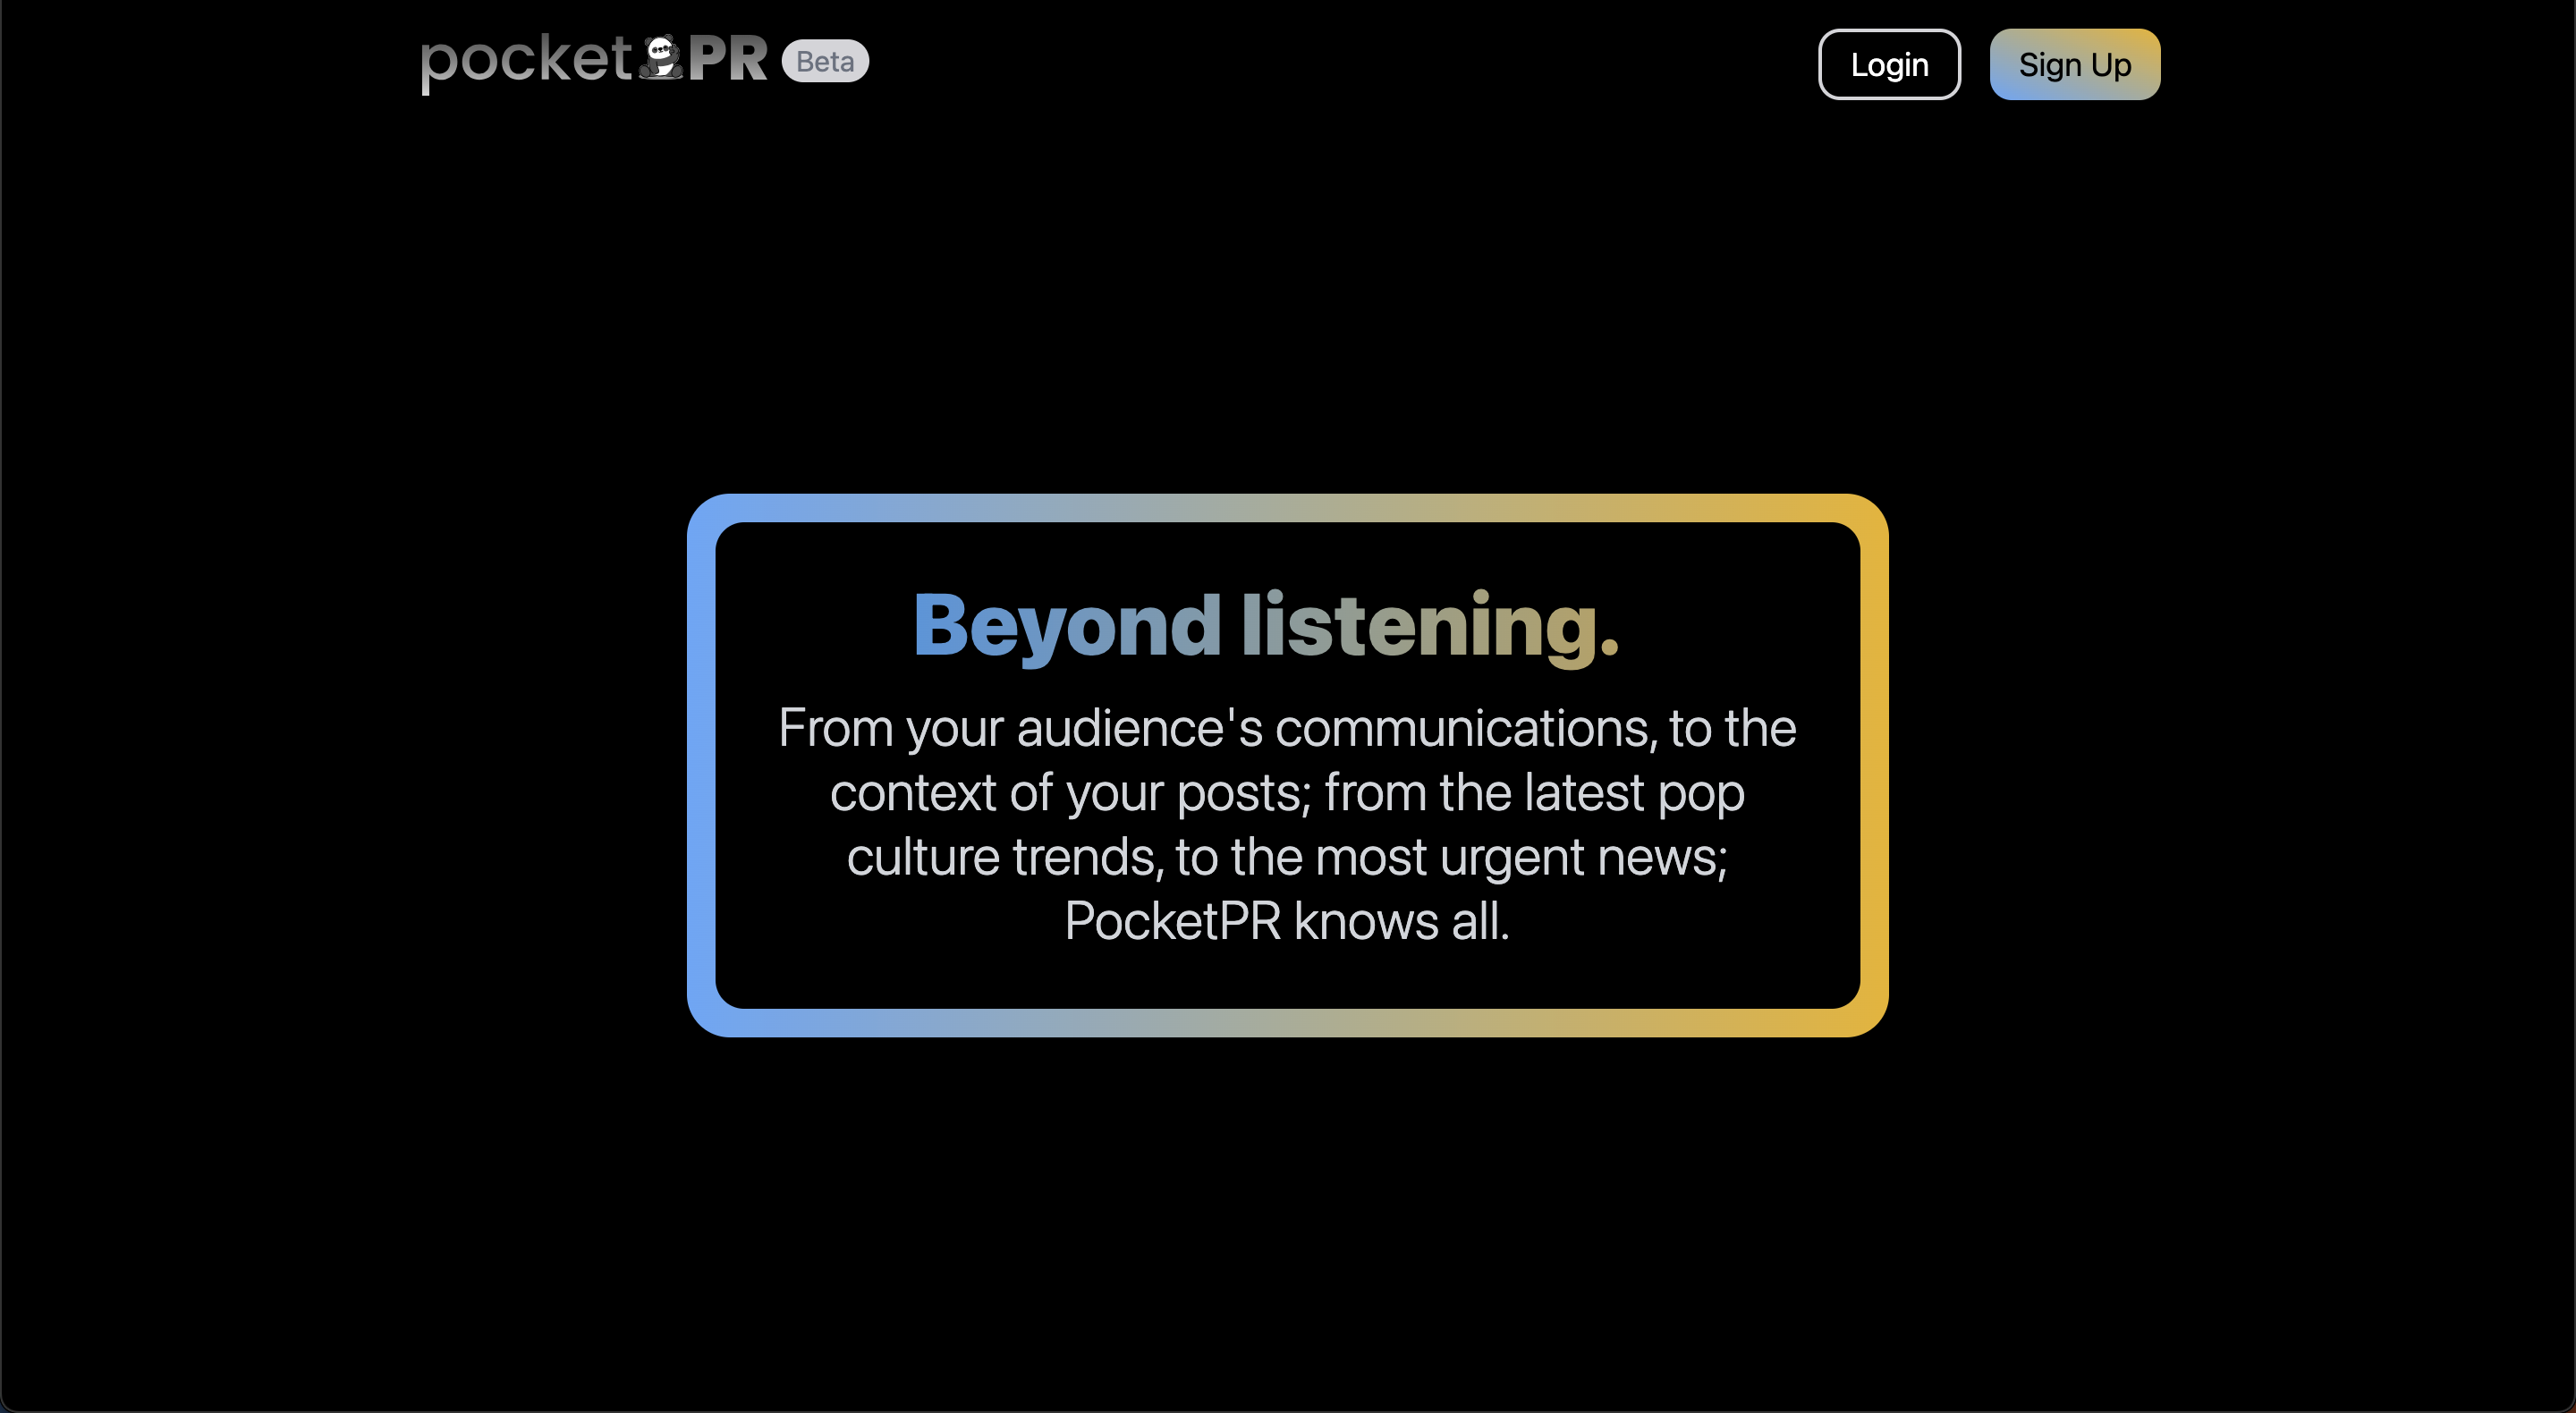 pocketPR Beta
Login
Sign Up
Beyond listening.
From your audience's communications, to the
context of your posts; from the latest pop
culture trends, to the most urgent news;
PocketPR knows all.